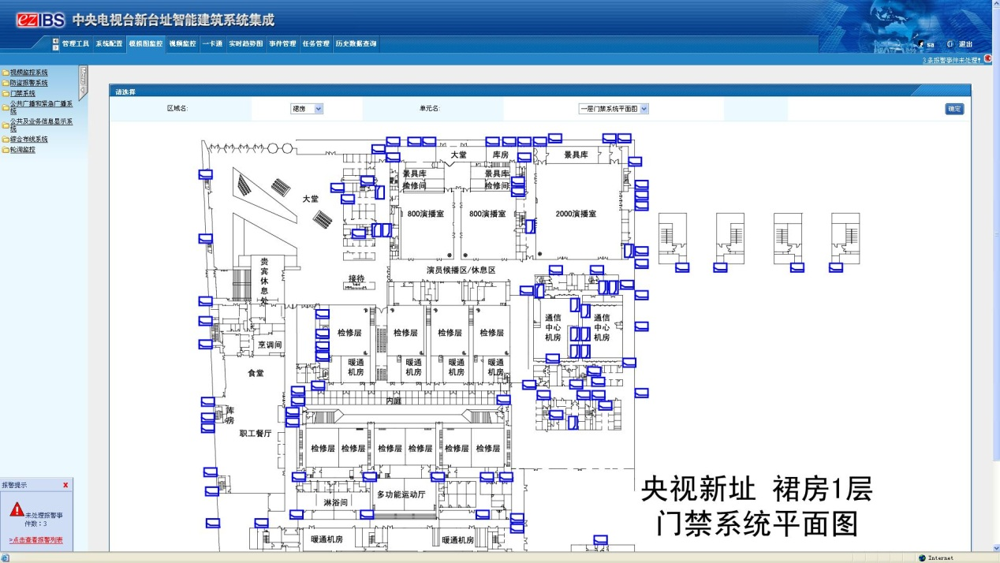 ezIBS 中央电视台新台址智能建筑系统集成
管理工具 系统配置 模拟图监控 视频监控 一卡通 实时趋势图 事件管理 任务管理 历史数据查询
sa 退出
3 条报警事件未处理!
视频监控系统
防盗报警系统
门禁系统
公共广播和紧急广播系统
公共及业务信息显示系统
综合布线系统
轮询监控
请选择
区域名: 裙房 单元名: 一层门禁系统平面图 确定
大堂 库房 景具库
景具库 景具库
检修间 检修间
大堂
800演播室 800演播室 2000演播室
贵宾休息处
演员候播区/休息区
接待
通信中心机房 通信中心机房
检修层 检修层 检修层 检修层
烹调间
暖通机房 暖通机房 暖通机房 暖通机房
食堂
内庭
库房
职工餐厅
检修层 检修层 检修层 检修层 检修层 检修层
多功能运动厅
淋浴间
暖通机房 暖通机房
央视新址 裙房1层
门禁系统平面图
报警提示 x
未处理报警事件数:3
>点击查看报警列表
Internet